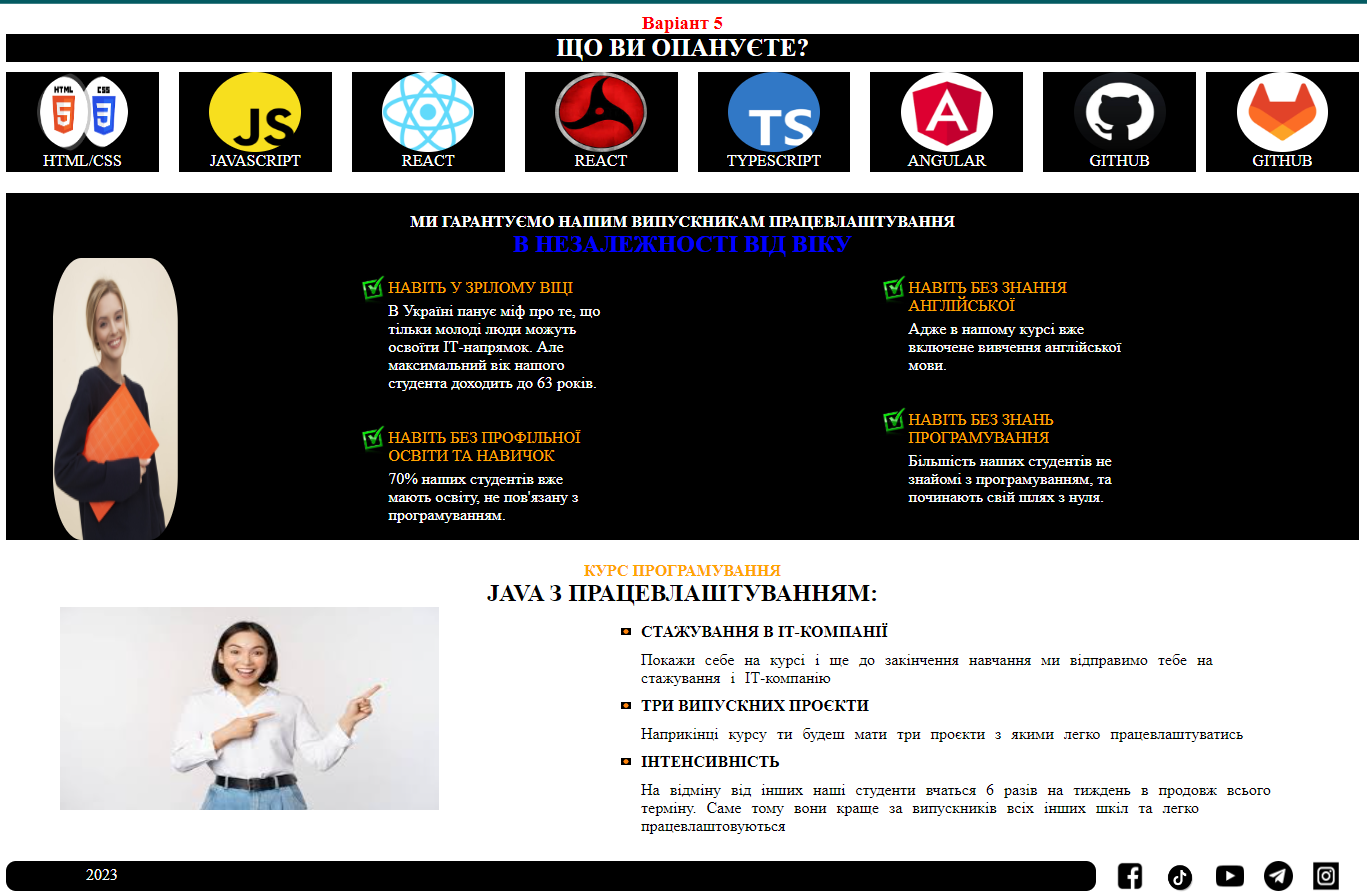 Варіант 5
ЩО ВИ ОПАНУЄТЕ?
HTML CSS
5 3
JS
TS
A
HTML/CSS
JAVASCRIPT
REACT
REACT
TYPESCRIPT
ANGULAR
GITHUB
GITHUB
МИ ГАРАНТУЄМО НАШИМ ВИПУСКНИКАМ ПРАЦЕВЛАШТУВАННЯ
В НЕЗАЛЕЖНОСТІ ВІД ВІКУ
НАВІТЬ У ЗРІЛОМУ ВІЦІ
В Україні панує міф про те, що
тільки молоді люди можуть
освоїти ІТ-напрямок. Але
максимальний вік нашого
студента доходить до 63 років.
НАВІТЬ БЕЗ ПРОФІЛЬНОЇ
ОСВІТИ ТА НАВИЧОК
70% наших студентів вже
мають освіту, не пов'язану з
програмуванням.
НАВІТЬ БЕЗ ЗНАННЯ
АНГЛІЙСЬКОЇ
Адже в нашому курсі вже
включене вивчення англійської
мови.
НАВІТЬ БЕЗ ЗНАНЬ
ПРОГРАМУВАННЯ
Більшість наших студентів не
знайомі з програмуванням, та
починають свій шлях з нуля.
КУРС ПРОГРАМУВАННЯ
JAVA З ПРАЦЕВЛАШТУВАННЯМ:
СТАЖУВАННЯ В ІТ-КОМПАНІЇ
Покажи себе на курсі і ще до закінчення навчання ми відправимо тебе на
стажування і ІТ-компанію
ТРИ ВИПУСКНИХ ПРОЄКТИ
Наприкінці курсу ти будеш мати три проєкти з якими легко працевлаштуватись
ІНТЕНСИВНІСТЬ
На відміну від інших наші студенти вчаться 6 разів на тиждень в продовж всього
терміну. Саме тому вони краще за випускників всіх інших шкіл та легко
працевлаштовуються
2023